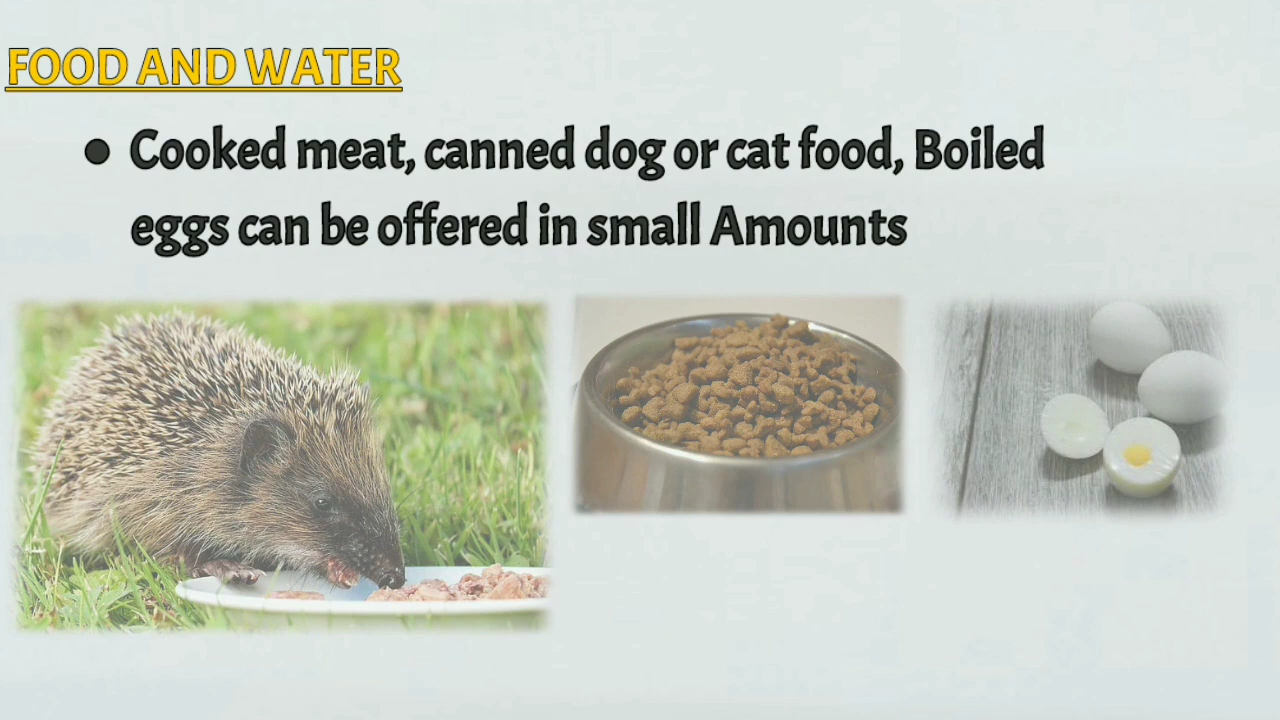 FOOD AND WATER
● Cooked meat, canned dog or cat food, Boiled
eggs can be offered in small Amounts